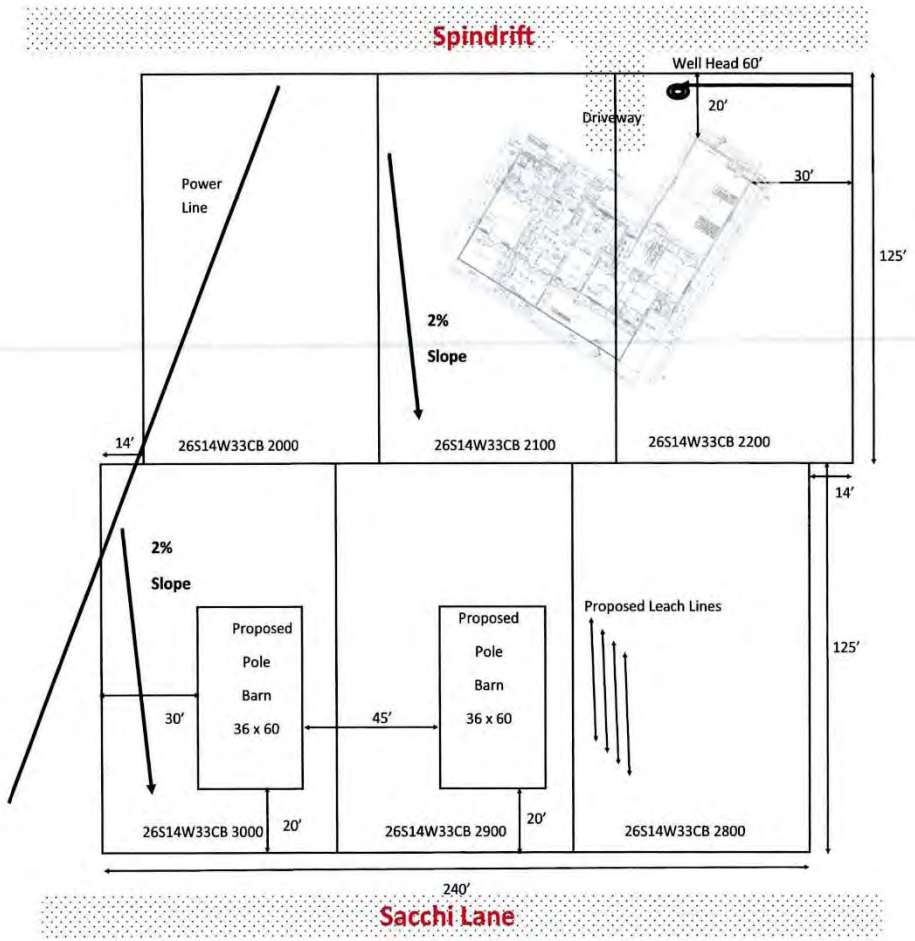 Spindrift
Well Head 60'
20'
Driveway
30'
Power
Line
125'
2%
Slope
14'
26S14W33CB 2000
26S14W33CB 2100
26S14W33CB 2200
14'
2%
Slope
Proposed Leach Lines
Proposed
Pole
Barn
36 x 60
Proposed
Pole
Barn
36 x 60
125'
30'
45'
20'
20'
26S14W33CB 3000
26S14W33CB 2900
26S14W33CB 2800
240'
Sacchi Lane